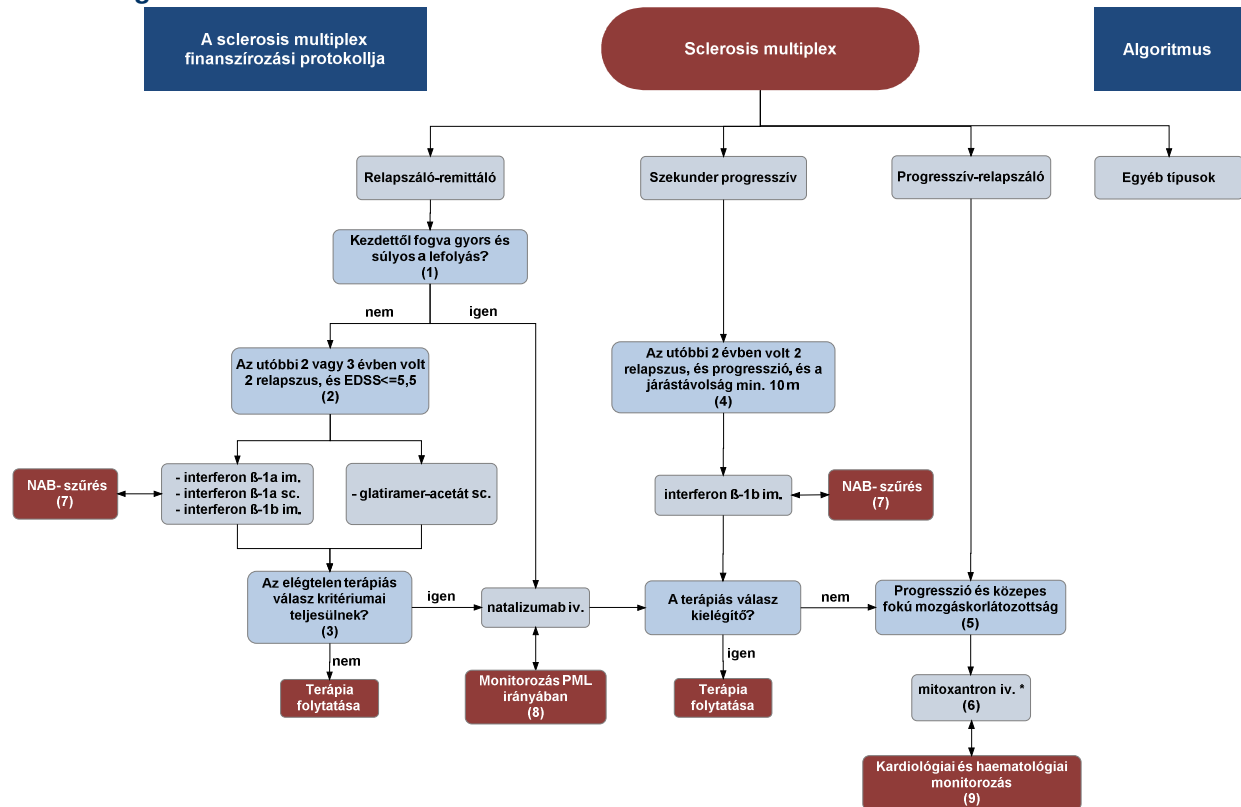 A sclerosis multiplex
finanszírozási protokollja
Sclerosis multiplex
Algoritmus
Relapszáló-remittáló
Szekunder progresszív
Progresszív-relapszáló
Egyéb típusok
Kezdettől fogva gyors és
súlyos a lefolyás?
(1)
nem
igen
Az utóbbi 2 vagy 3 évben volt
2 relapszus, és EDSS<=5,5
(2)
Az utóbbi 2 évben volt 2
relapszus, és progresszió, és a
járástávolság min. 10 m
(4)
NAB- szűrés
(7)
- interferon ß-1a im.
- interferon ß-1a sc.
- interferon ß-1b im.
- glatiramer-acetát sc.
interferon ß-1b im.
NAB- szűrés
(7)
Az elégtelen terápiás
válasz kritériumai
teljesülnek?
(3)
igen
natalizumab iv.
A terápiás válasz
kielégítő?
nem
Progresszió és közepes
fokú mozgáskorlátozottság
(5)
nem
igen
Terápia
folytatása
Monitorozás PML
irányában
(8)
Terápia
folytatása
mitoxantron iv. *
(6)
Kardiológiai és haematológiai
monitorozás
(9)